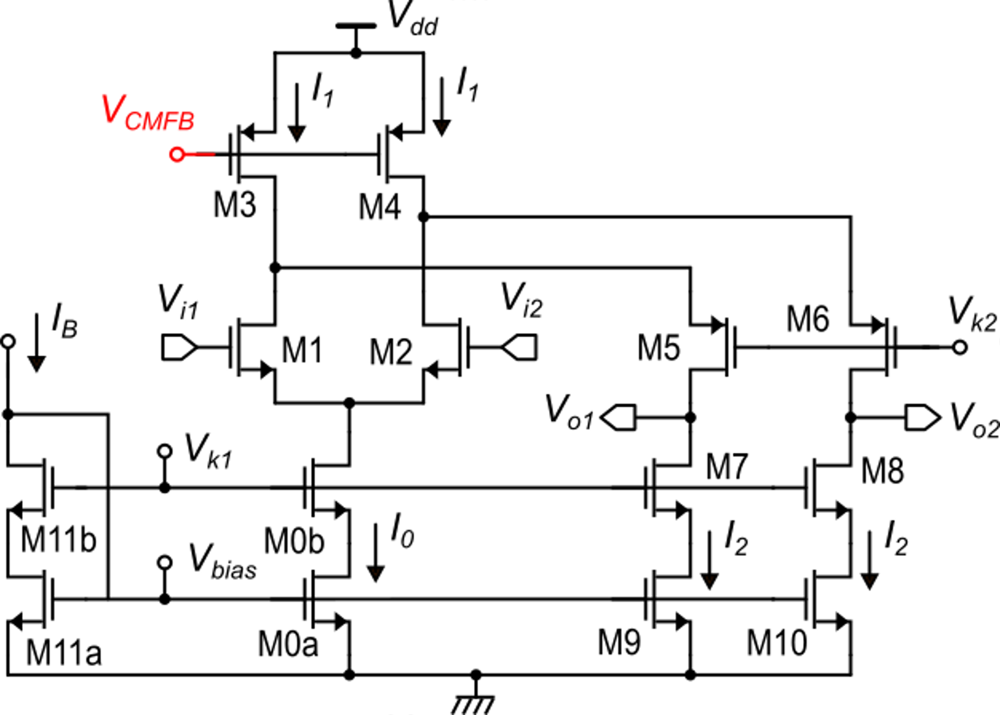 Vdd
I1
I1
VCMFB
M3
M4
Vi1
Vi2
M6
Vk2
IB
M1
M2
M5
Vo1
Vo2
Vk1
M7
M8
M11b
M0b
I0
I2
I2
Vbias
M11a
M0a
M9
M10